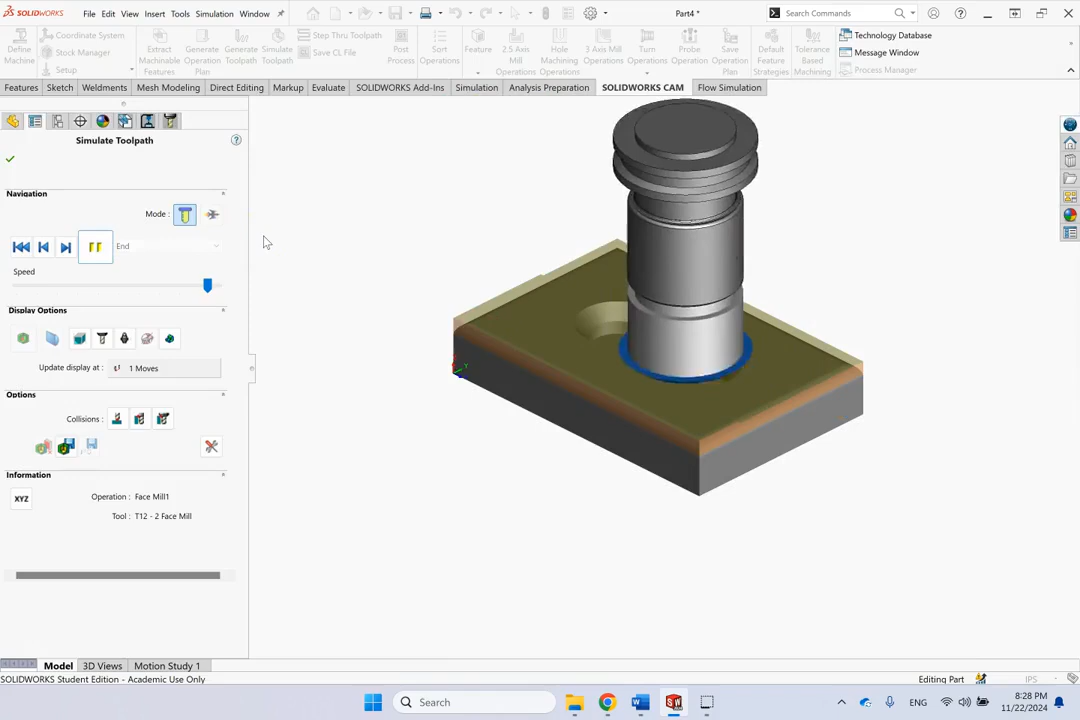 SOLIDWORKS File Edit View Insert Tools Simulation Window Part4 * Search Commands
Define Machine
Coordinate System
Stock Manager
Setup
Extract Machinable Features
Generate Operation Plan
Generate Toolpath
Simulate Toolpath
Step Thru Toolpath
Save CL File
Post Process
Sort Operations
Feature
2.5 Axis Mill Operations
Hole Machining Operations
3 Axis Mill Operations
Turn Operations
Probe Operations
Save Operation Plan
Default Feature Strategies
Tolerance Based Machining
Technology Database
Message Window
Process Manager
Features Sketch Weldments Mesh Modeling Direct Editing Markup Evaluate SOLIDWORKS Add-Ins Simulation Analysis Preparation SOLIDWORKS CAM Flow Simulation
Simulate Toolpath
Navigation
Mode :
End
Speed
Display Options
Update display at : 1 Moves
Options
Collisions :
Information
XYZ
Operation : Face Mill1
Tool : T12 - 2 Face Mill
Y
Model 3D Views Motion Study 1
SOLIDWORKS Student Edition - Academic Use Only Editing Part IPS
Search
ENG
8:28 PM
11/22/2024